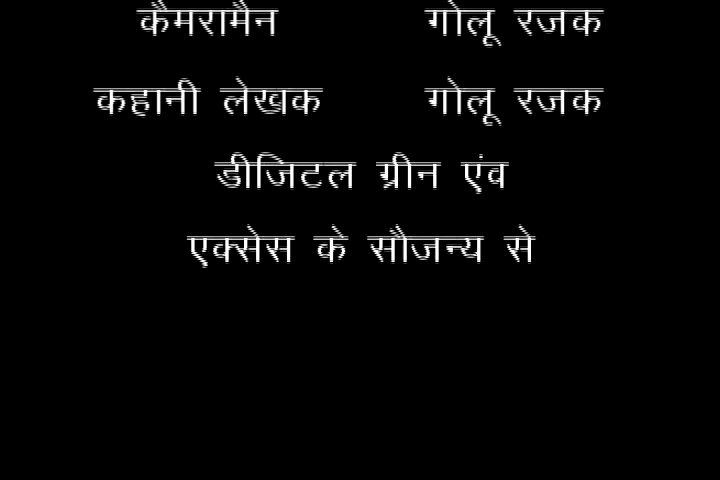 कैमरामैन गोलू रजक
कहानी लेखक गोलू रजक
डीजिटल ग्रीन एंव
एक्सेस के सौजन्य से